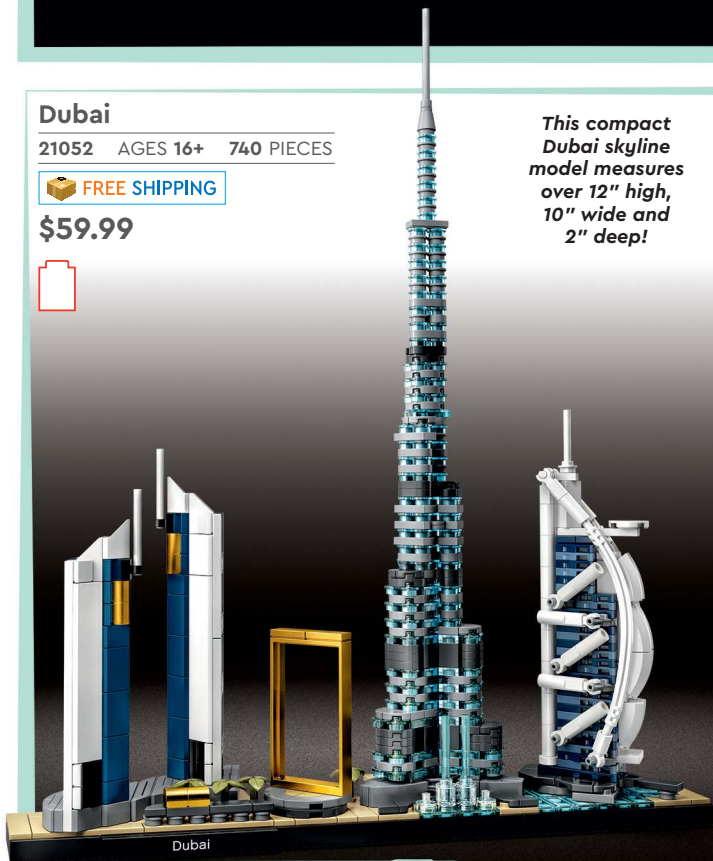 Dubai
21052 AGES 16+ 740 PIECES
FREE SHIPPING
$59.99
This compact
Dubai skyline
model measures
over 12" high,
10" wide and
2" deep!
Dubai